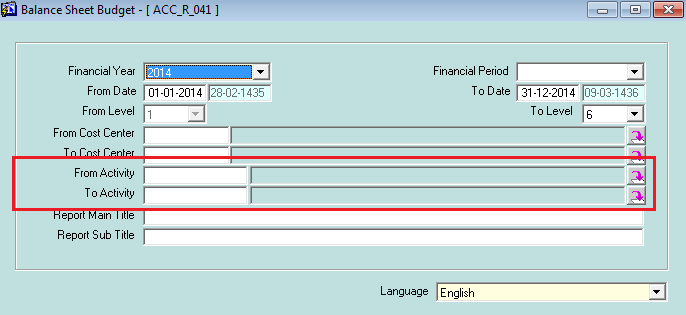 Balance Sheet Budget - [ ACC_R_041 ]
Financial Year 2014 Financial Period
From Date 01-01-2014 28-02-1435 To Date 31-12-2014 09-03-1436
From Level 1 To Level 6
From Cost Center
To Cost Center
From Activity
To Activity
Report Main Title
Report Sub Title
Language English